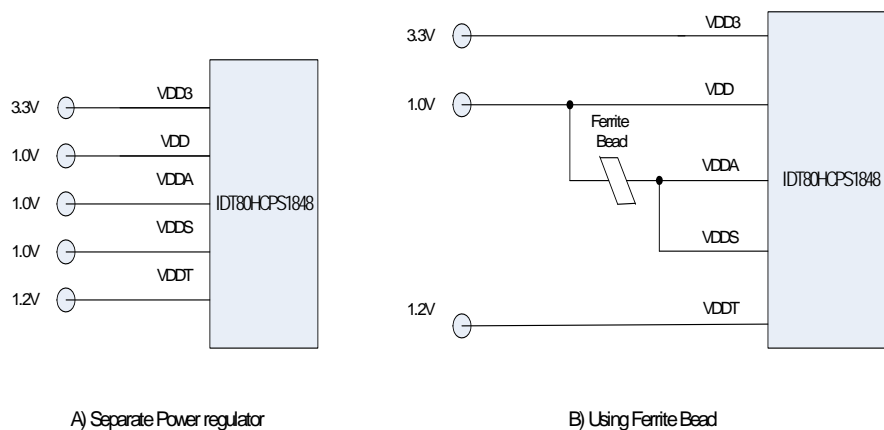 VDD3
3.3V
VDD
1.0V
VDDA
1.0V
IDT80HCPS1848
VDDS
1.0V
VDDT
1.2V
A) Separate Power regulator
VDD3
3.3V
VDD
1.0V
Ferrite
Bead
VDDA
IDT80HCPS1848
VDDS
VDDT
1.2V
B) Using Ferrite Bead